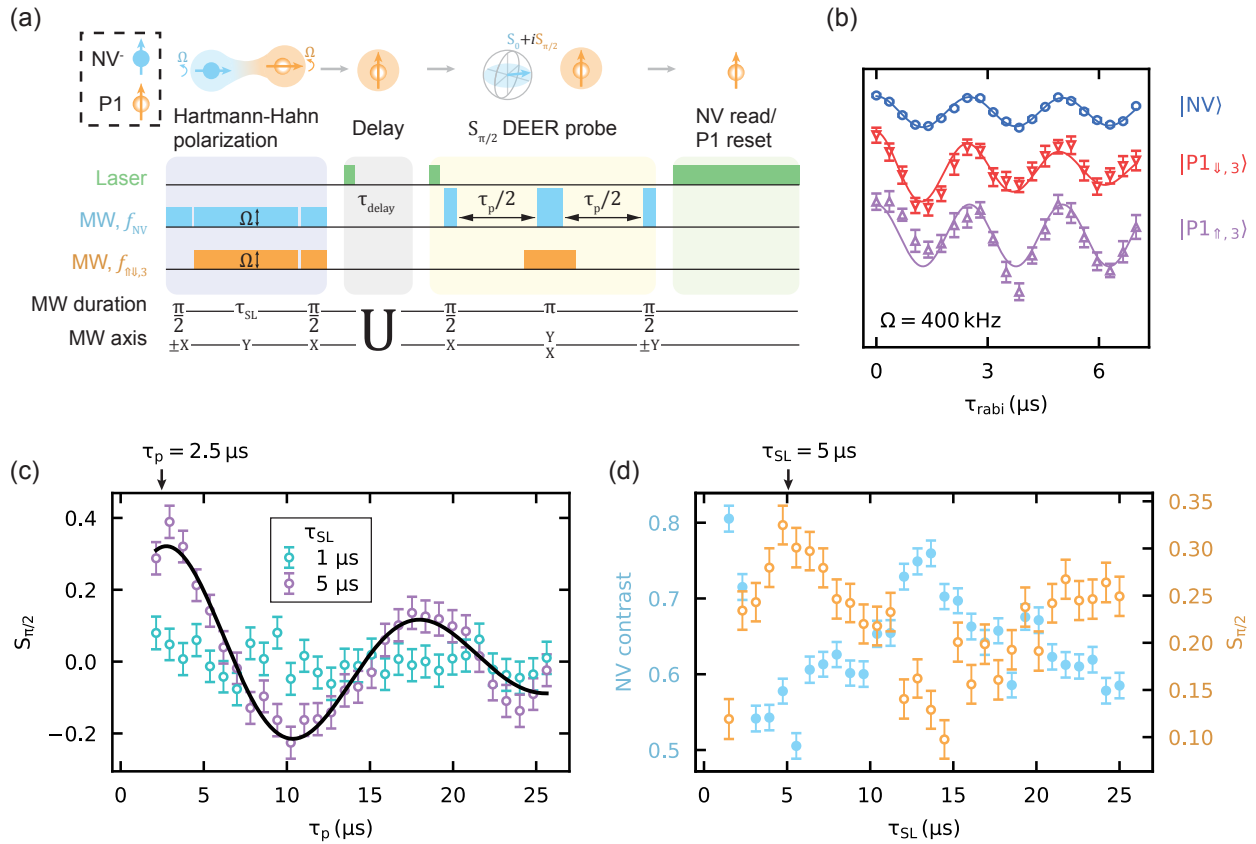 (a)
NV⁻
P1
Ω
Ω
S₀+iS_π/2
Hartmann-Hahn
polarization
Delay
S_π/2 DEER probe
NV read/
P1 reset
Laser
τ_delay
MW, f_NV
Ω
τ_p/2
τ_p/2
MW, f_⇑⇓,3
Ω
MW duration
π/2
τ_SL
π/2
U
π/2
π
π/2
MW axis
±X
Y
X
X
Y
X
±Y
(b)
|NV⟩
|P1_⇓,3⟩
|P1_⇑,3⟩
Ω = 400 kHz
0 3 6
τ_rabi (μs)
(c)
τ_p = 2.5 μs
τ_SL
1 μs
5 μs
S_π/2
0.4
0.2
0.0
−0.2
0 5 10 15 20 25
τ_p (μs)
(d)
τ_SL = 5 μs
NV contrast
0.8
0.7
0.6
0.5
S_π/2
0.35
0.30
0.25
0.20
0.15
0.10
0 5 10 15 20 25
τ_SL (μs)